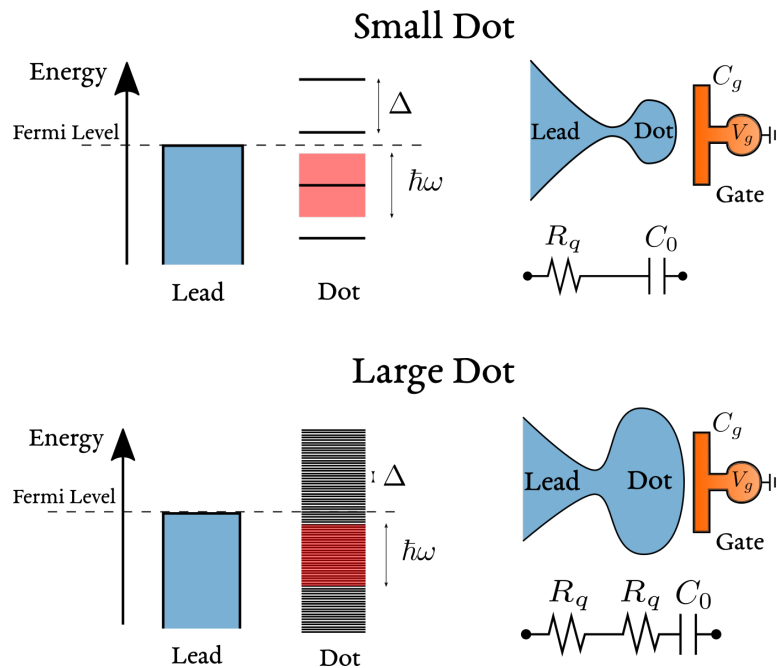 Small Dot
Energy
Δ
Fermi Level
ħω
Lead
Dot
Lead
Dot
C_g
V_g
Gate
R_q
C_0
Large Dot
Energy
Δ
Fermi Level
ħω
Lead
Dot
Lead
Dot
C_g
V_g
Gate
R_q
R_q
C_0